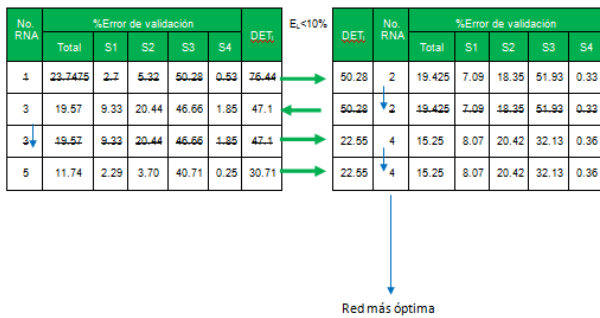 No. RNA %Error de validación DET, E,<10% DET, No. RNA %Error de validación
Total S1 S2 S3 S4 Total S1 S2 S3 S4
1 23.7475 2.7 5.32 50.28 0.53 76.44 50.28 2 19.425 7.09 18.35 51.93 0.33
3 19.57 9.33 20.44 46.66 1.85 47.1 50.28 2 19.425 7.09 18.35 51.93 0.33
3 19.57 9.33 20.44 46.66 1.85 47.1 22.55 4 15.25 8.07 20.42 32.13 0.36
5 11.74 2.29 3.70 40.71 0.25 30.71 22.55 4 15.25 8.07 20.42 32.13 0.36
Red más óptima